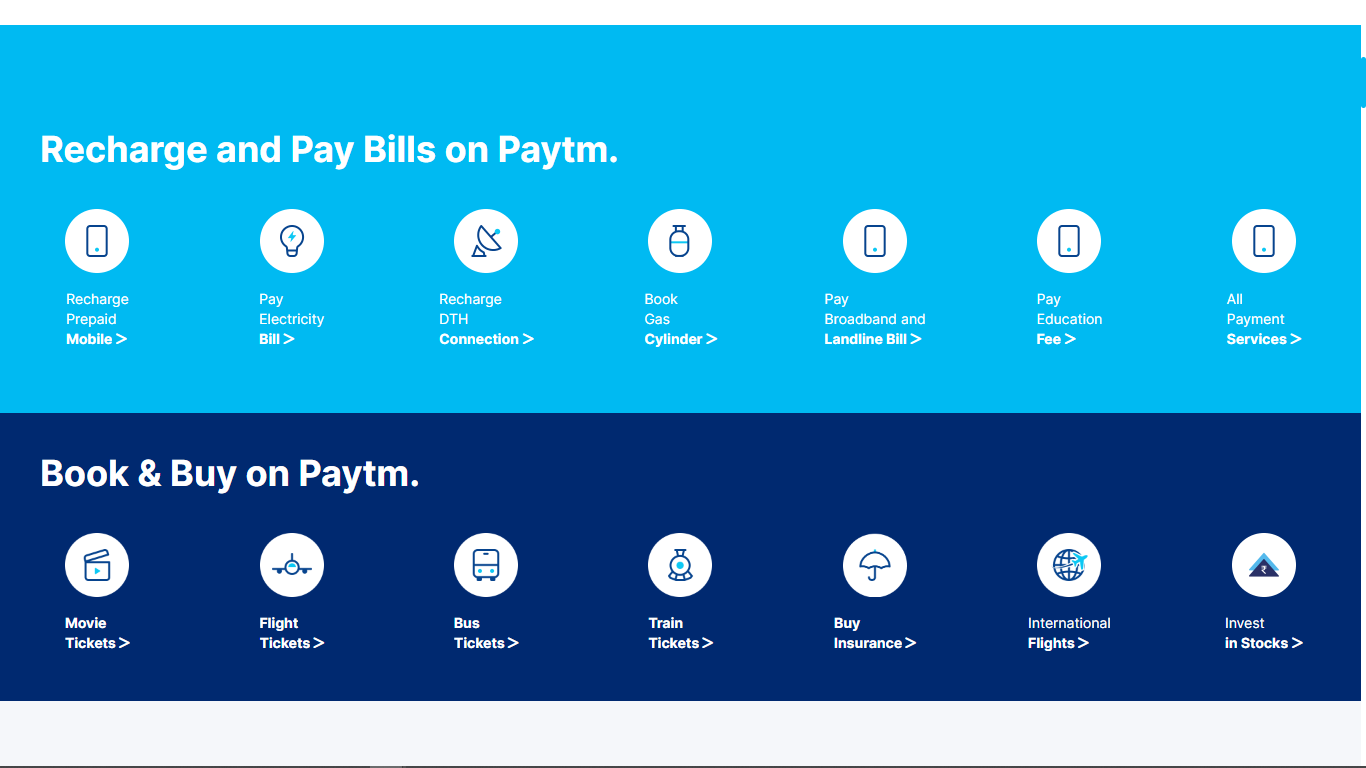 Recharge and Pay Bills on Paytm.
Recharge
Prepaid
Mobile >
Pay
Electricity
Bill >
Recharge
DTH
Connection >
Book
Gas
Cylinder >
Pay
Broadband and
Landline Bill >
Pay
Education
Fee >
All
Payment
Services >
Book & Buy on Paytm.
Movie
Tickets >
Flight
Tickets >
Bus
Tickets >
Train
Tickets >
Buy
Insurance >
International
Flights >
₹
Invest
in Stocks >